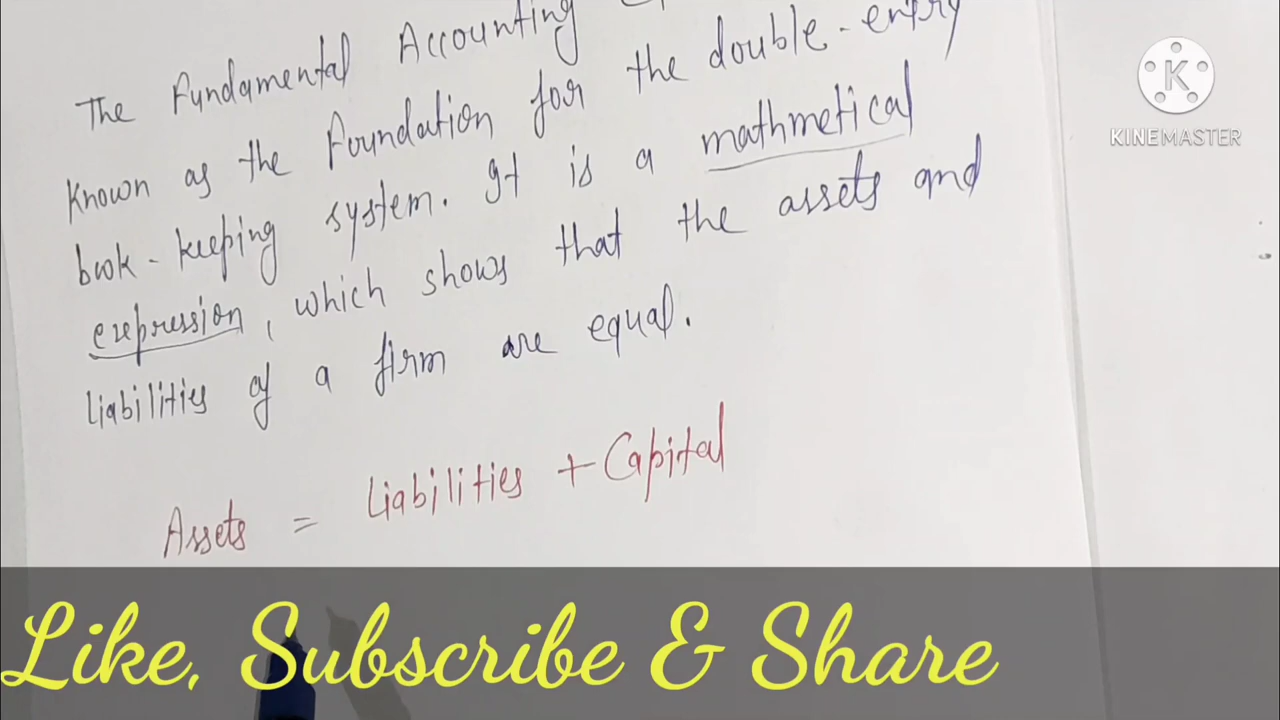 The Fundamental Accounting
Known as the Foundation for the double-entry
book-keeping system. It is a mathmetical
expression, which shows that the assets and
liabilities of a firm are equal.
Assets = Liabilities + Capital
KINEMASTER
Like, Subscribe & Share